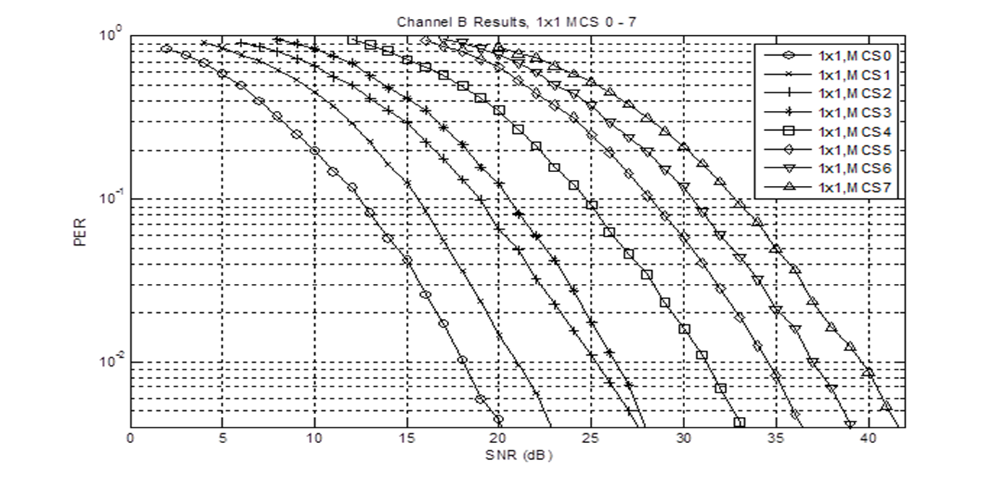 Channel B Results, 1x1 MCS 0 - 7
10^0
10^-1
10^-2
PER
1x1,MCS0
1x1,MCS1
1x1,MCS2
1x1,MCS3
1x1,MCS4
1x1,MCS5
1x1,MCS6
1x1,MCS7
0 5 10 15 20 25 30 35 40
SNR (dB)